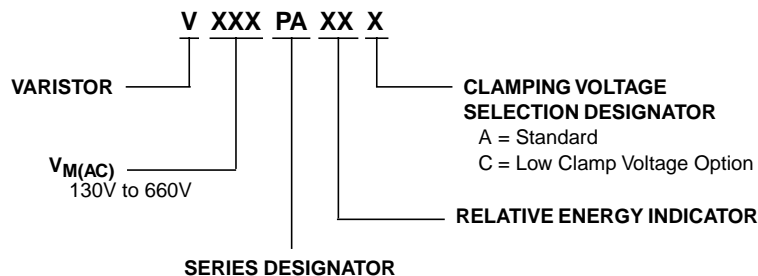 V XXX PA XX X
VARISTOR
CLAMPING VOLTAGE
SELECTION DESIGNATOR
A = Standard
C = Low Clamp Voltage Option
VM(AC)
130V to 660V
RELATIVE ENERGY INDICATOR
SERIES DESIGNATOR